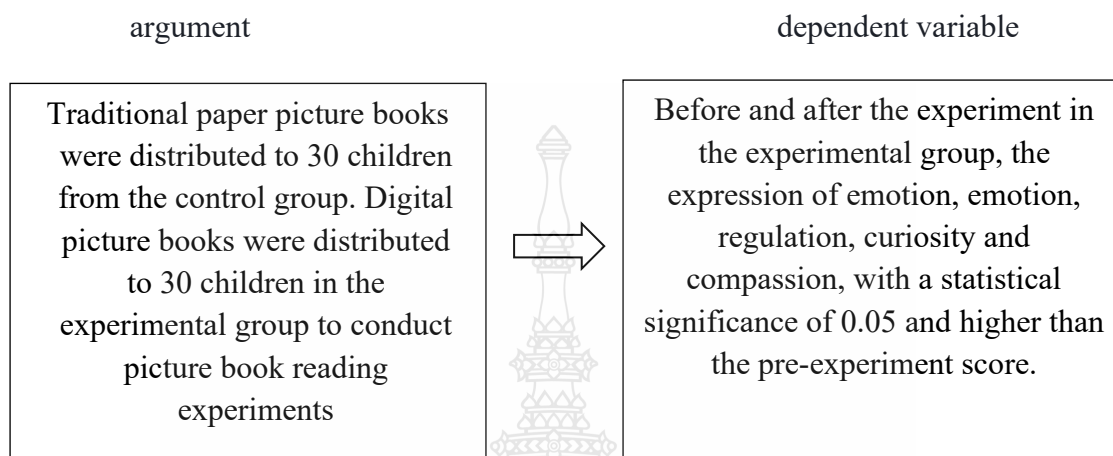 argument
dependent variable
Traditional paper picture books
were distributed to 30 children
from the control group. Digital
picture books were distributed
to 30 children in the
experimental group to conduct
picture book reading
experiments
Before and after the experiment in
the experimental group, the
expression of emotion, emotion,
regulation, curiosity and
compassion, with a statistical
significance of 0.05 and higher than
the pre-experiment score.